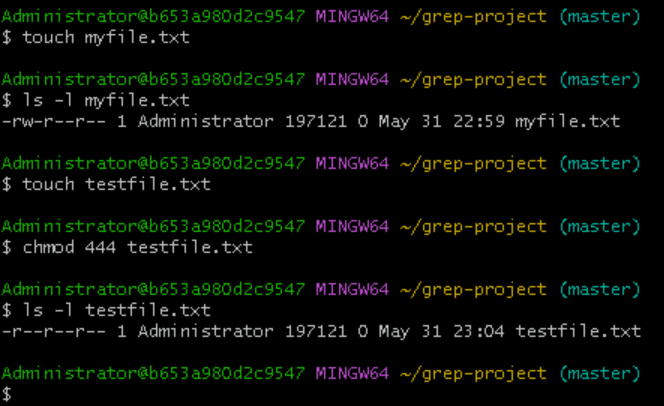 Administrator@b653a980d2c9547 MINGW64 ~/grep-project (master)
$ touch myfile.txt
Administrator@b653a980d2c9547 MINGW64 ~/grep-project (master)
$ ls -l myfile.txt
-rw-r--r-- 1 Administrator 197121 0 May 31 22:59 myfile.txt
Administrator@b653a980d2c9547 MINGW64 ~/grep-project (master)
$ touch testfile.txt
Administrator@b653a980d2c9547 MINGW64 ~/grep-project (master)
$ chmod 444 testfile.txt
Administrator@b653a980d2c9547 MINGW64 ~/grep-project (master)
$ ls -l testfile.txt
-r--r--r-- 1 Administrator 197121 0 May 31 23:04 testfile.txt
Administrator@b653a980d2c9547 MINGW64 ~/grep-project (master)
$